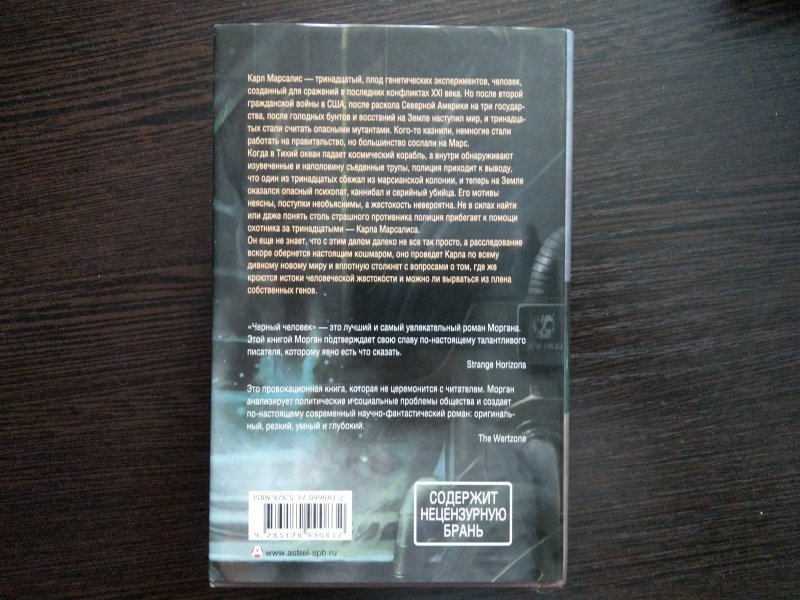 Карл Марсалис — тринадцатый, плод генетических экспериментов, человек,
созданный для сражений в последних конфликтах XXI века. Но после второй
гражданской войны в США, после раскола Северной Америки на три государ-
ства, после голодных бунтов и восстаний на Земле наступил мир, и тринадца-
тых стали считать опасными мутантами. Кого-то казнили, немногие стали
работать на правительство, но большинство сослали на Марс.
Когда в Тихий океан падает космический корабль, а внутри обнаруживают
изувеченные и наполовину съеденные трупы, полиция приходит к выводу,
что один из тринадцатых сбежал из марсианской колонии, и теперь на Земле
оказался опасный психопат, каннибал и серийный убийца. Его мотивы
неясны, поступки необъяснимы, а жестокость невероятна. Не в силах найти
или даже понять столь страшного противника полиция прибегает к помощи
охотника за тринадцатыми — Карла Марсалиса.
Он еще не знает, что с этим делом далеко не все так просто, а расследование
вскоре обернется настоящим кошмаром, оно проведет Карла по всему
дивному новому миру и вплотную столкнет с вопросами о том, где же
кроются истоки человеческой жестокости и можно ли вырваться из плена
собственных генов.
«Черный человек» — это лучший и самый увлекательный роман Моргана.
Этой книгой Морган подтверждает свою славу по-настоящему талантливого
писателя, которому явно есть что сказать.
Strange Horizons
Это провокационная книга, которая не церемонится с читателем. Морган
анализирует политические и социальные проблемы общества и создает
по-настоящему современный научно-фантастический роман: оригиналь-
ный, резкий, умный и глубокий.
The Wertzone
ISBN 978-5-17-099083-2
9 785170 990832
www.astrel-spb.ru
СОДЕРЖИТ
НЕЦЕНЗУРНУЮ
БРАНЬ